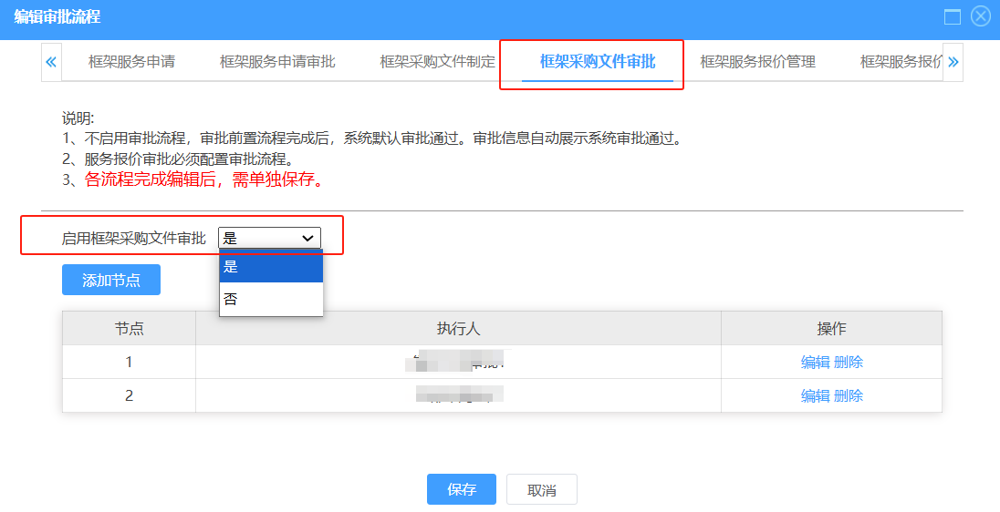 编辑审批流程
框架服务申请 框架服务申请审批 框架采购文件制定 框架采购文件审批 框架服务报价管理 框架服务报价
说明:
1、不启用审批流程，审批前置流程完成后，系统默认审批通过。审批信息自动展示系统审批通过。
2、服务报价审批必须配置审批流程。
3、各流程完成编辑后，需单独保存。
启用框架采购文件审批 是
是
否
添加节点
节点 执行人 操作
1 编辑 删除
2 编辑 删除
保存 取消